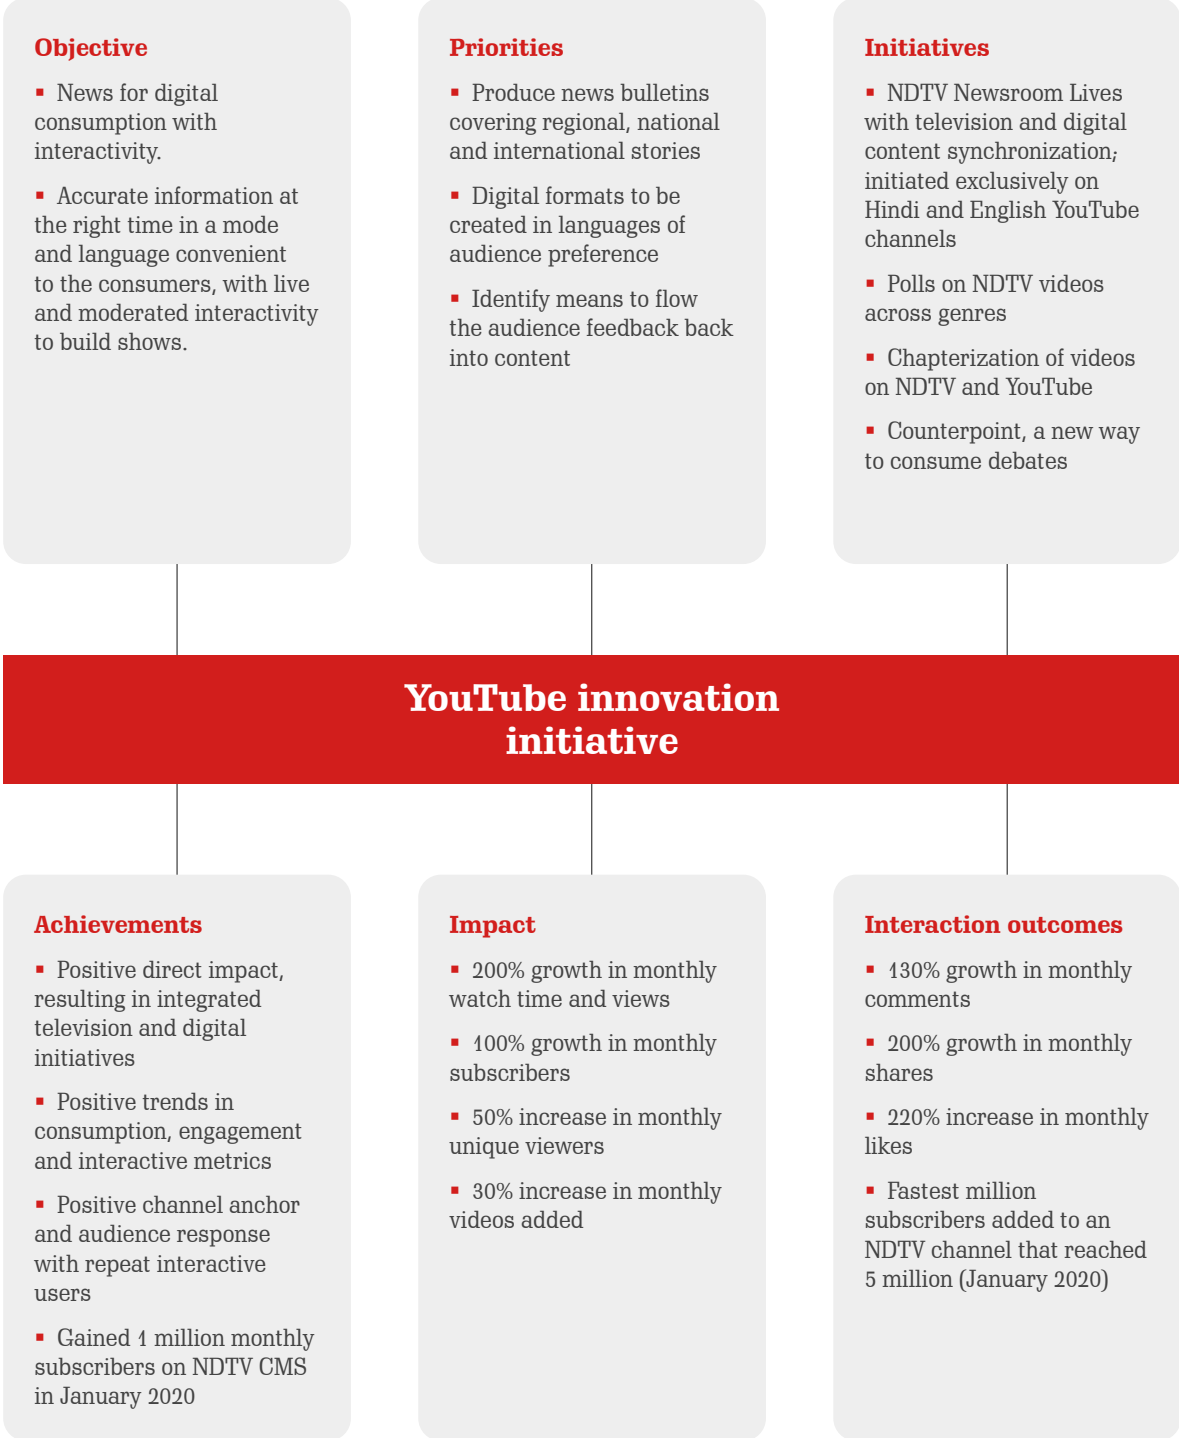 Objective
▪ News for digital
consumption with
interactivity.
▪ Accurate information at
the right time in a mode
and language convenient
to the consumers, with live
and moderated interactivity
to build shows.
Priorities
▪ Produce news bulletins
covering regional, national
and international stories
▪ Digital formats to be
created in languages of
audience preference
▪ Identify means to flow
the audience feedback back
into content
Initiatives
▪ NDTV Newsroom Lives
with television and digital
content synchronization;
initiated exclusively on
Hindi and English YouTube
channels
▪ Polls on NDTV videos
across genres
▪ Chapterization of videos
on NDTV and YouTube
▪ Counterpoint, a new way
to consume debates
YouTube innovation
initiative
Achievements
▪ Positive direct impact,
resulting in integrated
television and digital
initiatives
▪ Positive trends in
consumption, engagement
and interactive metrics
▪ Positive channel anchor
and audience response
with repeat interactive
users
▪ Gained 1 million monthly
subscribers on NDTV CMS
in January 2020
Impact
▪ 200% growth in monthly
watch time and views
▪ 100% growth in monthly
subscribers
▪ 50% increase in monthly
unique viewers
▪ 30% increase in monthly
videos added
Interaction outcomes
▪ 130% growth in monthly
comments
▪ 200% growth in monthly
shares
▪ 220% increase in monthly
likes
▪ Fastest million
subscribers added to an
NDTV channel that reached
5 million (January 2020)